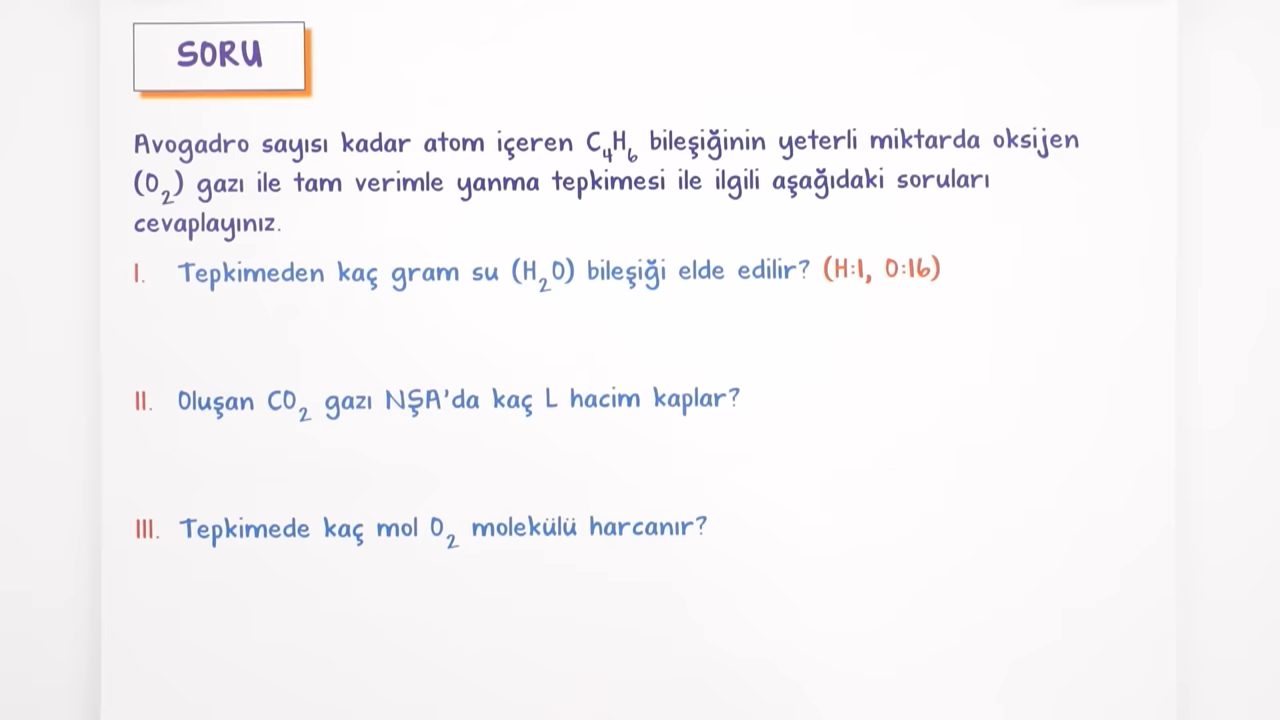 SORU
Avogadro sayısı kadar atom içeren C₄H₆ bileşiğinin yeterli miktarda oksijen
(O₂) gazı ile tam verimle yanma tepkimesi ile ilgili aşağıdaki soruları
cevaplayınız.
I. Tepkimeden kaç gram su (H₂O) bileşiği elde edilir? (H:1, O:16)
II. Oluşan CO₂ gazı NŞA'da kaç L hacim kaplar?
III. Tepkimede kaç mol O₂ molekülü harcanır?